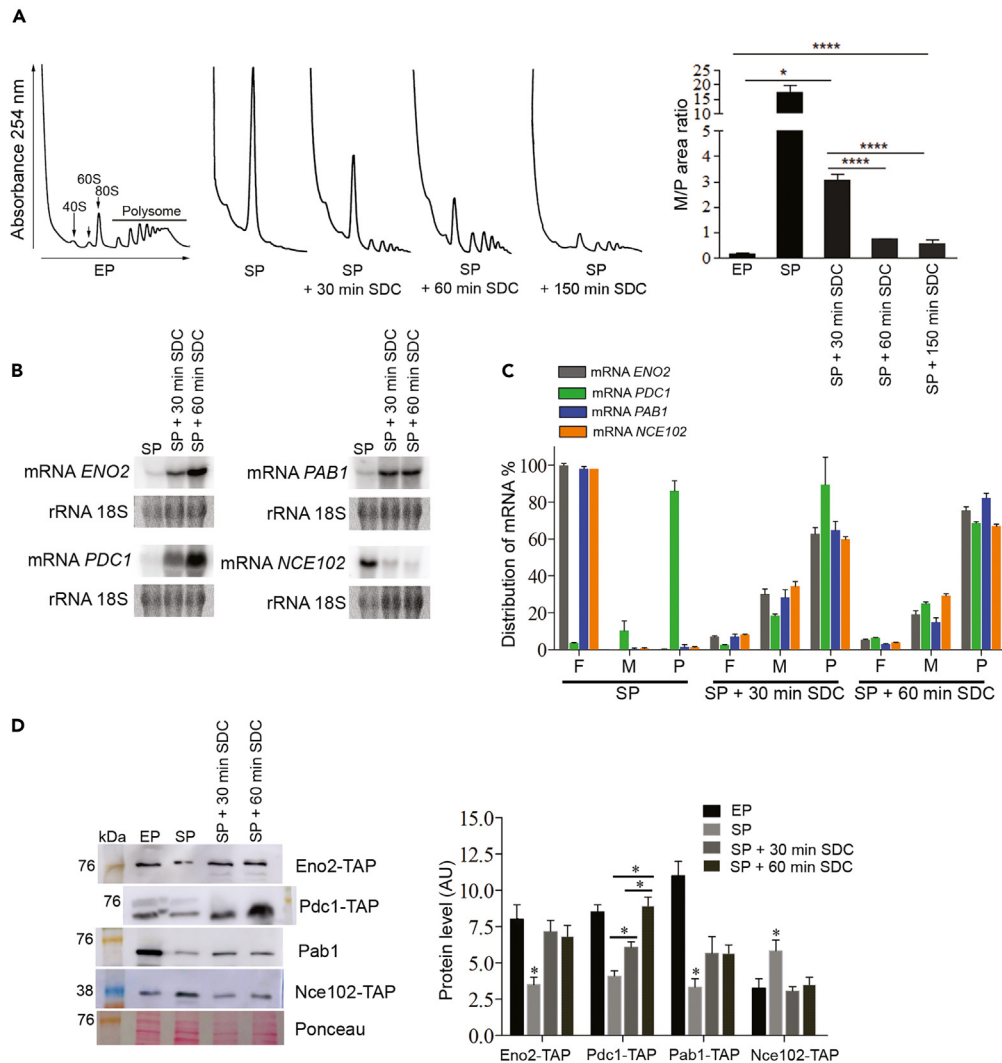 A
Absorbance 254 nm
40S
60S
80S
Polysome
EP
SP
SP
+ 30 min SDC
SP
+ 60 min SDC
SP
+ 150 min SDC
M/P area ratio
25
20
15
10
5
4
3
2
1
0
****
*
****
****
EP
SP
SP + 30 min SDC
SP + 60 min SDC
SP + 150 min SDC
B
SP
SP + 30 min SDC
SP + 60 min SDC
SP
SP + 30 min SDC
SP + 60 min SDC
mRNA ENO2
mRNA PAB1
rRNA 18S
rRNA 18S
mRNA PDC1
mRNA NCE102
rRNA 18S
rRNA 18S
C
mRNA ENO2
mRNA PDC1
mRNA PAB1
mRNA NCE102
Distribution of mRNA %
100
80
60
40
20
0
F M P F M P F M P
SP SP + 30 min SDC SP + 60 min SDC
D
kDa EP SP SP + 30 min SDC SP + 60 min SDC
76 Eno2-TAP
76 Pdc1-TAP
76 Pab1
38 Nce102-TAP
76 Ponceau
Protein level (AU)
15.0
12.5
10.0
7.5
5.0
2.5
0.0
EP
SP
SP + 30 min SDC
SP + 60 min SDC
*
*
*
*
*
*
Eno2-TAP Pdc1-TAP Pab1-TAP Nce102-TAP